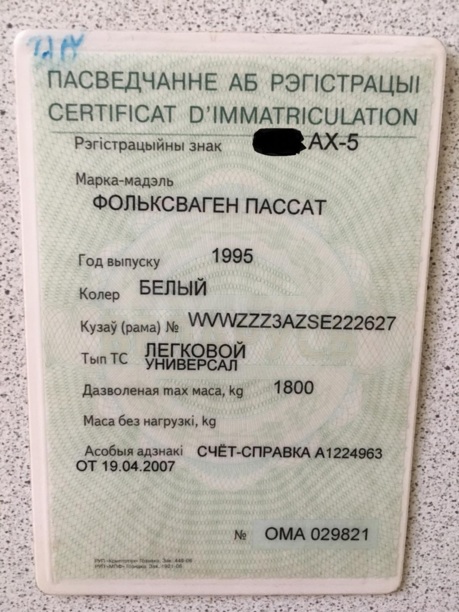 ПАСВЕДЧАННЕ АБ РЭГІСТРАЦЫІ
CERTIFICAT D'IMMATRICULATION
Рэгістрацыйны знак АХ-5
Марка-мадэль
ФОЛЬКСВАГЕН ПАССАТ
Год выпуску 1995
Колер БЕЛЫЙ
Кузаў (рама) № WVWZZZ3AZSE222627
Тып ТС ЛЕГКОВОЙ
УНИВЕРСАЛ
Дазволеная max маса, kg 1800
Маса без нагрузкі, kg
Асобыя адзнакі СЧЁТ-СПРАВКА А1224963
ОТ 19.04.2007
№ ОМА 029821